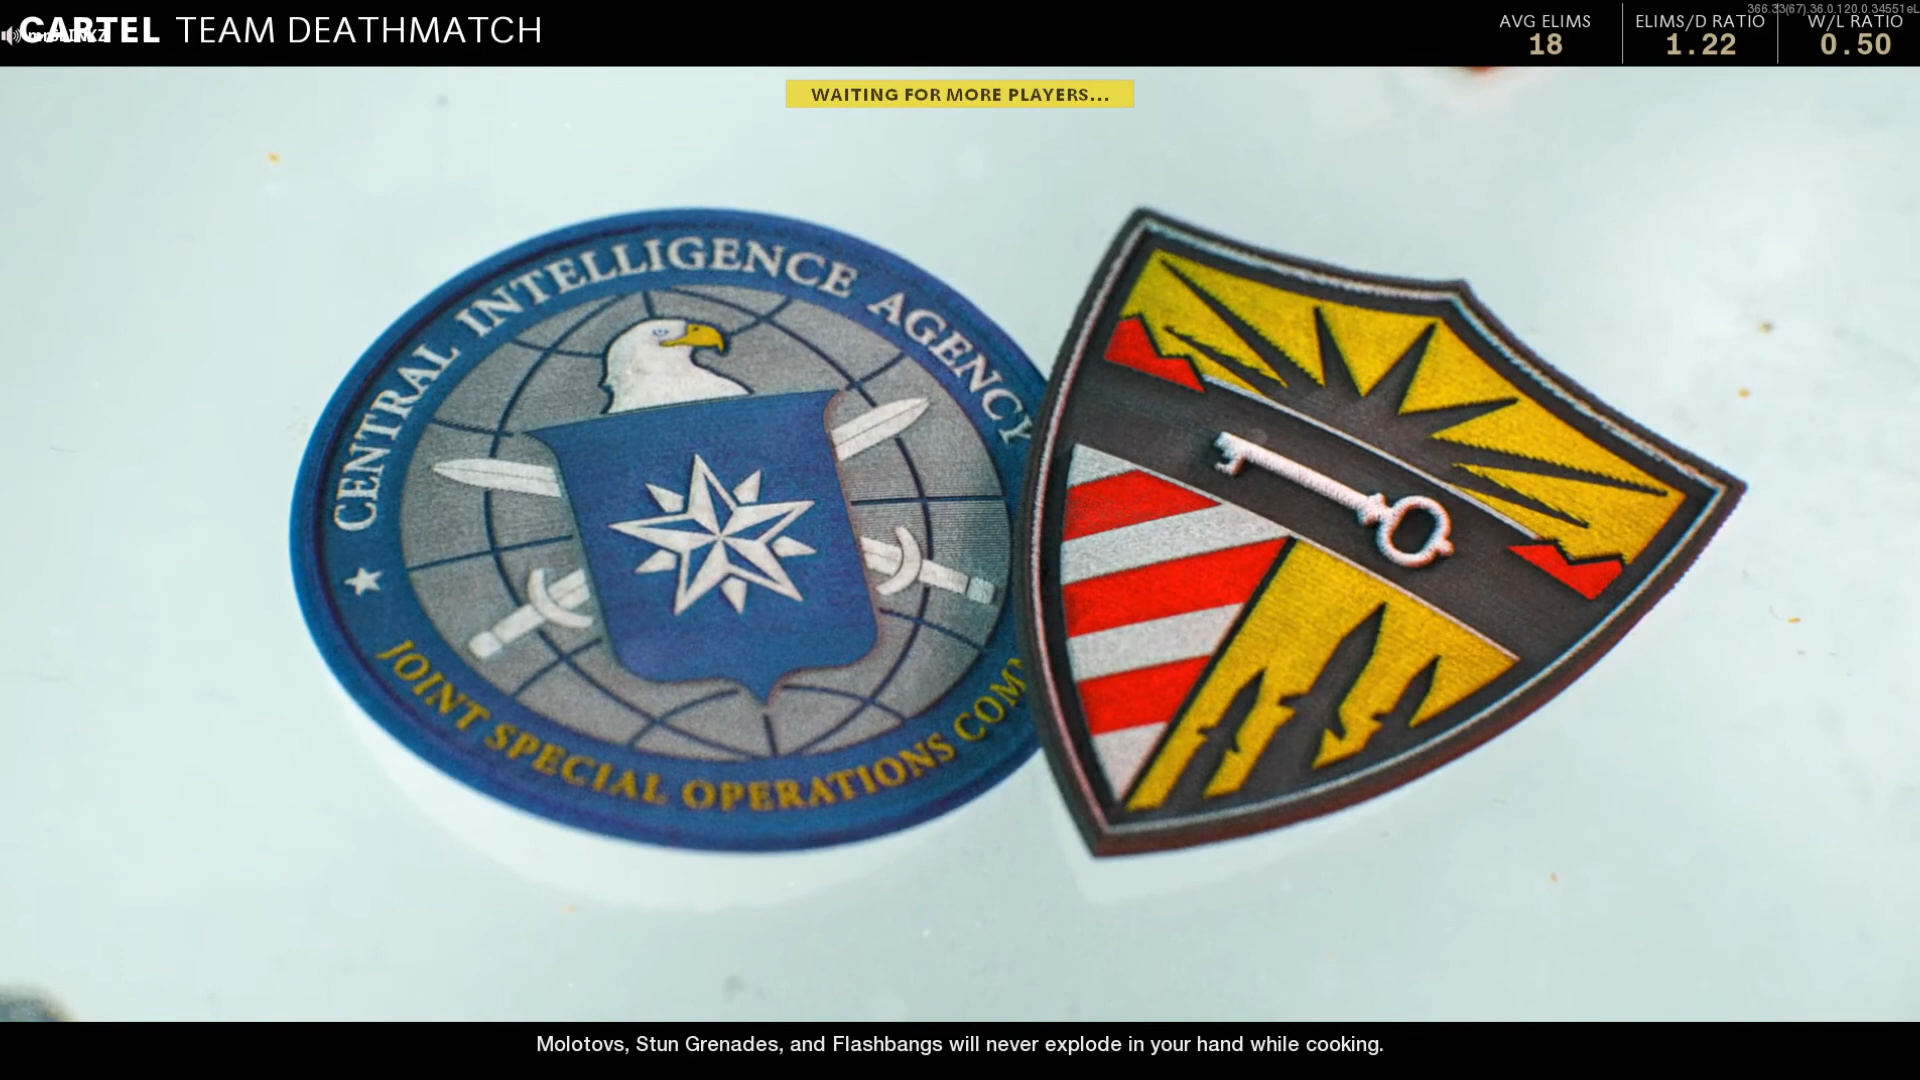 CARTEL TEAM DEATHMATCH
AVG ELIMS
18
ELIMS/D RATIO
1.22
W/L RATIO
0.50
WAITING FOR MORE PLAYERS...
CENTRAL INTELLIGENCE AGENCY
JOINT SPECIAL OPERATIONS COM
Molotovs, Stun Grenades, and Flashbangs will never explode in your hand while cooking.